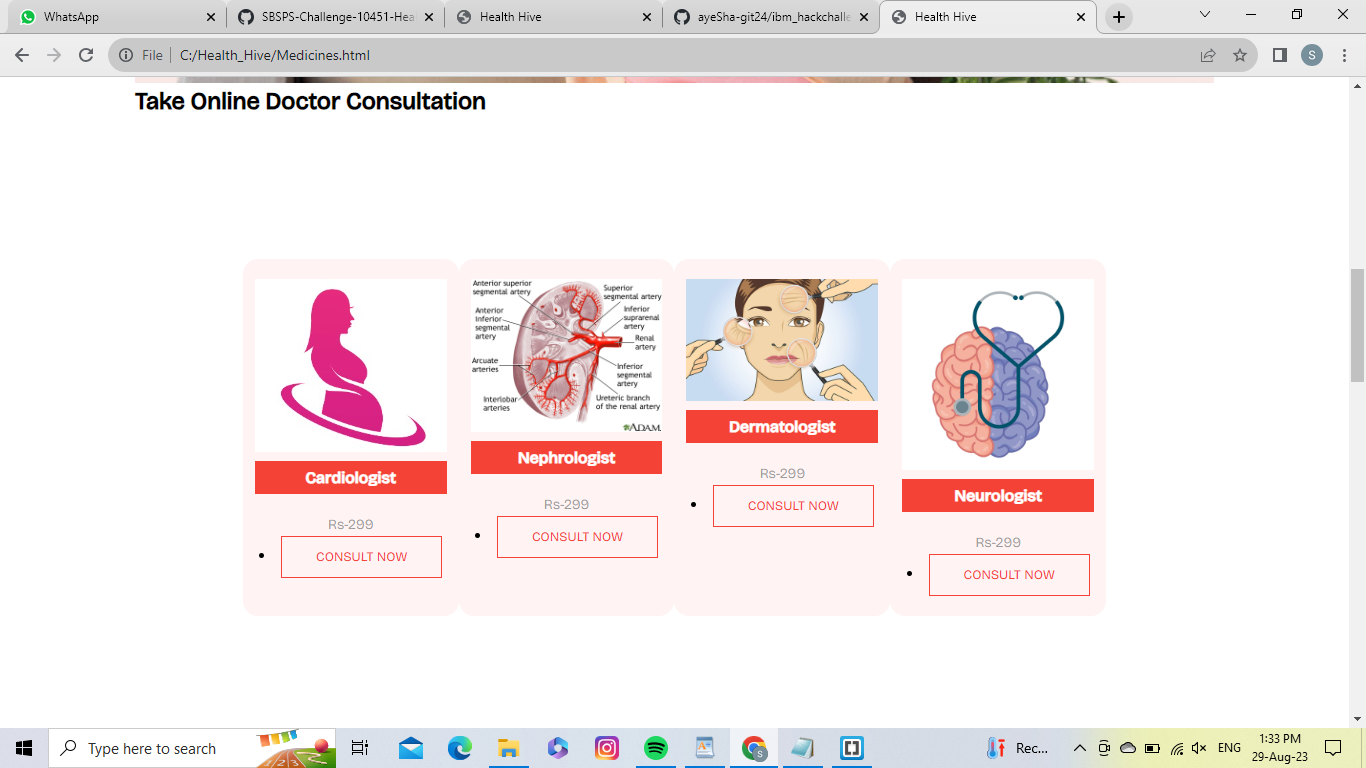 WhatsApp
SBSPS-Challenge-10451-Hea
Health Hive
ayeSha-git24/ibm_hackchalle
Health Hive
File
C:/Health_Hive/Medicines.html
S
Take Online Doctor Consultation
Anterior superior
segmental artery
Superior
segmental artery
Anterior
inferior
segmental
artery
Inferior
suprarenal
artery
Renal
artery
Arcuate
arteries
Inferior
segmental
artery
Interlobar
arteries
Ureteric branch
of the renal artery
ADAM.
Cardiologist
Rs-299
CONSULT NOW
Nephrologist
Rs-299
CONSULT NOW
Dermatologist
Rs-299
CONSULT NOW
Neurologist
Rs-299
CONSULT NOW
Type here to search
S
Rec...
ENG
1:33 PM
29-Aug-23